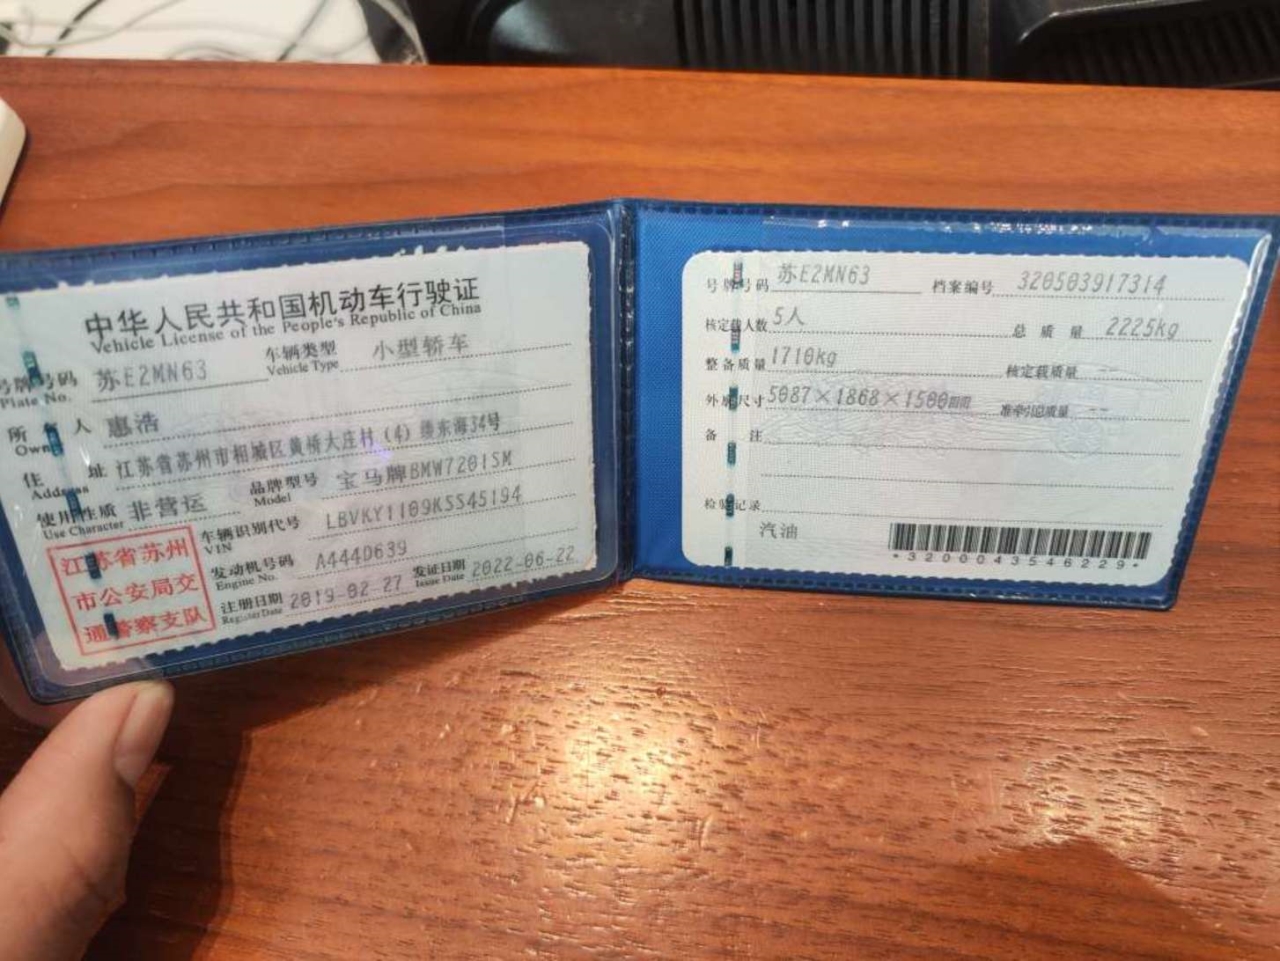 中华人民共和国机动车行驶证
Vehicle License of the People's Republic of China
号牌号码 苏E2MN63 车辆类型 小型轿车
Plate No. Vehicle Type
所 人 惠浩
Owner
住 址 江苏省苏州市相城区黄桥大庄村(4)搂东海34号
Address
使用性质 非营运 品牌型号 宝马牌BMW7201SM
Use Character Model
车辆识别代号 LBVKY1109KSS45194
VIN
发动机号码 A444D639 发证日期 2022-06-22
Engine No. Issue Date
注册日期 2019-02-27
Register Date
江苏省苏州
市公安局交
通警察支队
号牌号码 苏E2MN63 档案编号 320503917314
核定载人数 5人 总质量 2225kg
整备质量 1710kg 核定载质量 --
外廓尺寸 5087×1868×1500mm 准牵引总质量 --
备 注
检验记录
汽油
*3200043546229*